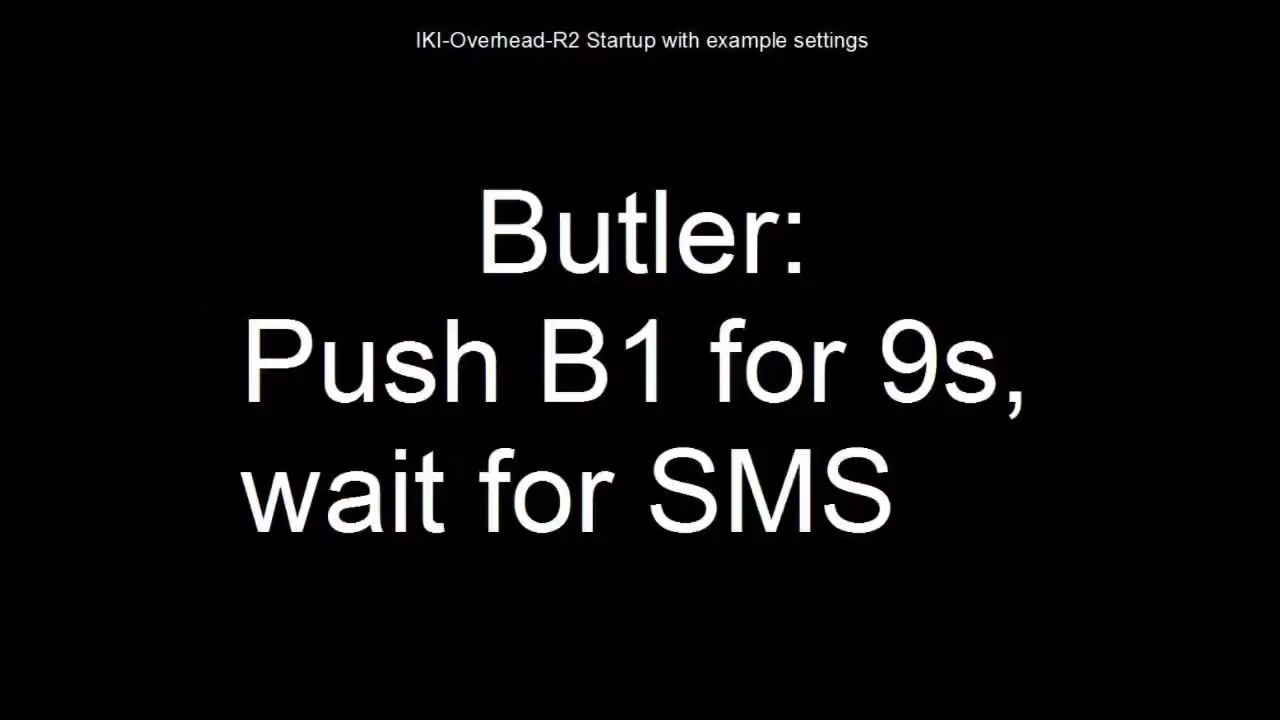 IKI-Overhead-R2 Startup with example settings
Butler:
Push B1 for 9s,
wait for SMS